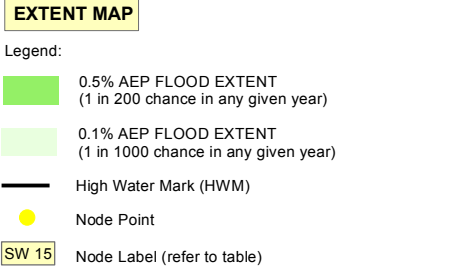 EXTENT MAP
Legend:
0.5% AEP FLOOD EXTENT
(1 in 200 chance in any given year)
0.1% AEP FLOOD EXTENT
(1 in 1000 chance in any given year)
High Water Mark (HWM)
Node Point
SW 15 Node Label (refer to table)